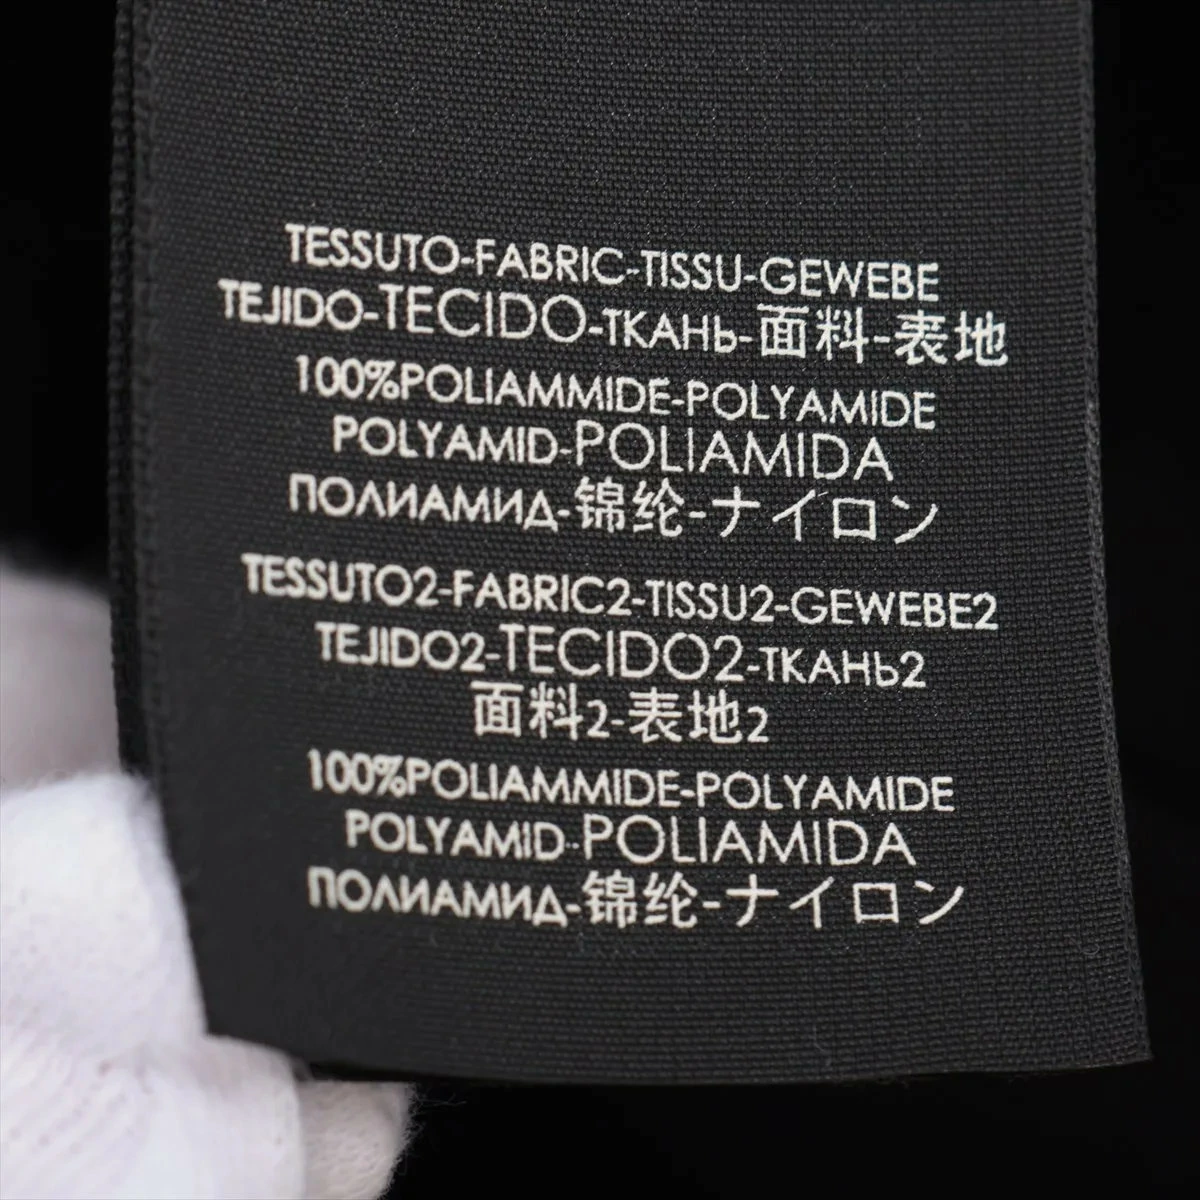 TESSUTO-FABRIC-TISSU-GEWEBE
TEJIDO-TECIDO-ТКАНЬ-面料-表地
100%POLIAMMIDE-POLYAMIDE
POLYAMID-POLIAMIDA
ПОЛИАМИД-锦纶-ナイロン
TESSUTO2-FABRIC2-TISSU2-GEWEBE2
TEJIDO2-TECIDO2-ТКАНЬ2
面料2-表地2
100%POLIAMMIDE-POLYAMIDE
POLYAMID-POLIAMIDA
ПОЛИАМИД-锦纶-ナイロン